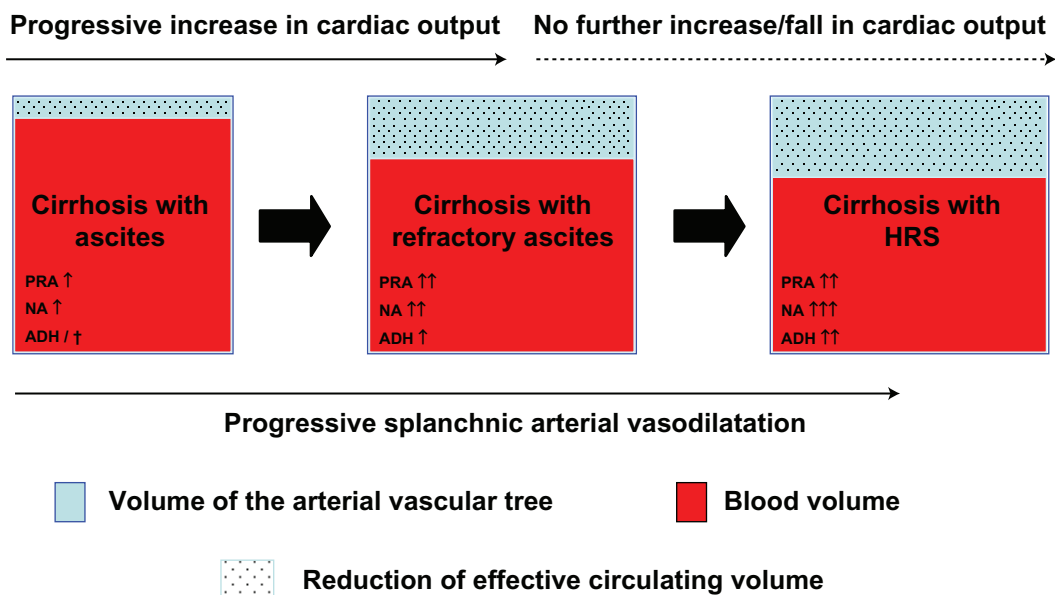 Progressive increase in cardiac output
No further increase/fall in cardiac output
Cirrhosis with
ascites
PRA ↑
NA ↑
ADH / †
Cirrhosis with
refractory ascites
PRA ↑↑
NA ↑↑
ADH ↑
Cirrhosis with
HRS
PRA ↑↑
NA ↑↑↑
ADH ↑↑
Progressive splanchnic arterial vasodilatation
Volume of the arterial vascular tree
Blood volume
Reduction of effective circulating volume